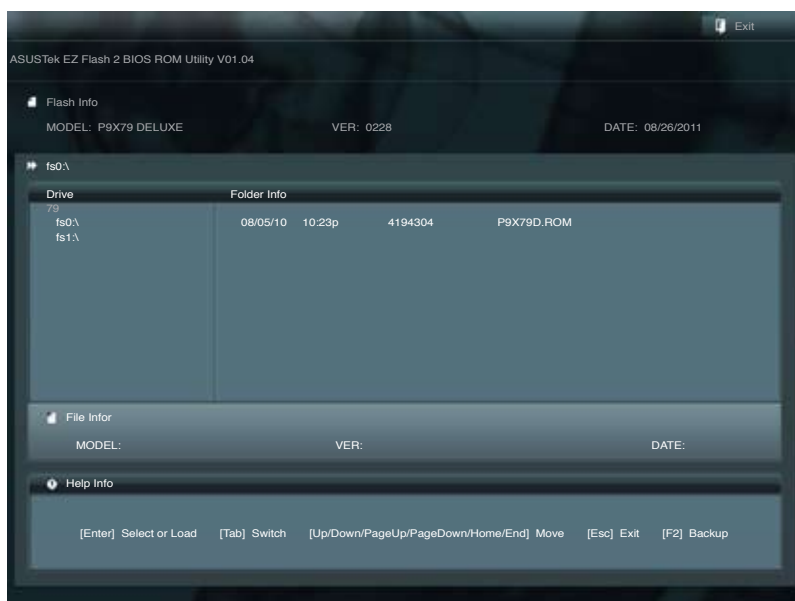 Exit
ASUSTek EZ Flash 2 BIOS ROM Utility V01.04
Flash Info
MODEL: P9X79 DELUXE VER: 0228 DATE: 08/26/2011
fs0:\
Drive Folder Info
79
fs0:\ 08/05/10 10:23p 4194304 P9X79D.ROM
fs1:\
File Infor
MODEL: VER: DATE:
Help Info
[Enter] Select or Load [Tab] Switch [Up/Down/PageUp/PageDown/Home/End] Move [Esc] Exit [F2] Backup